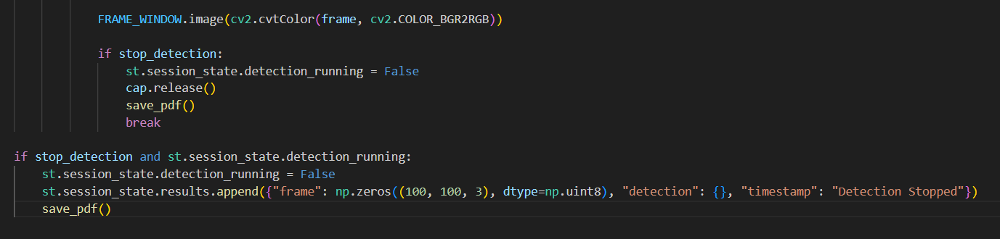 FRAME_WINDOW.image(cv2.cvtColor(frame, cv2.COLOR_BGR2RGB))
if stop_detection:
st.session_state.detection_running = False
cap.release()
save_pdf()
break
if stop_detection and st.session_state.detection_running:
st.session_state.detection_running = False
st.session_state.results.append({"frame": np.zeros((100, 100, 3), dtype=np.uint8), "detection": {}, "timestamp": "Detection Stopped"})
save_pdf()